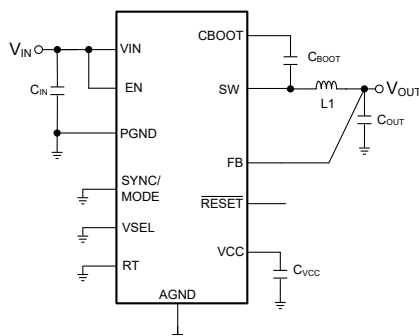 CBOOT
VIN
VIN
CBOOT
CIN
EN
SW
VOUT
L1
COUT
PGND
FB
SYNC/
MODE
RESET
VSEL
VCC
RT
CVCC
AGND